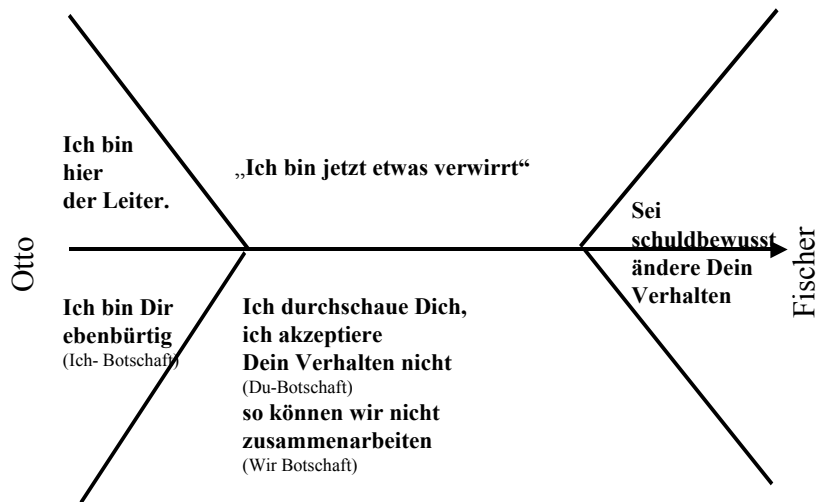 Otto
Ich bin
hier
der Leiter.
„Ich bin jetzt etwas verwirrt“
Sei
schuldbewusst
ändere Dein
Verhalten
Fischer
Ich bin Dir
ebenbürtig
(Ich- Botschaft)
Ich durchschaue Dich,
ich akzeptiere
Dein Verhalten nicht
(Du-Botschaft)
so können wir nicht
zusammenarbeiten
(Wir Botschaft)